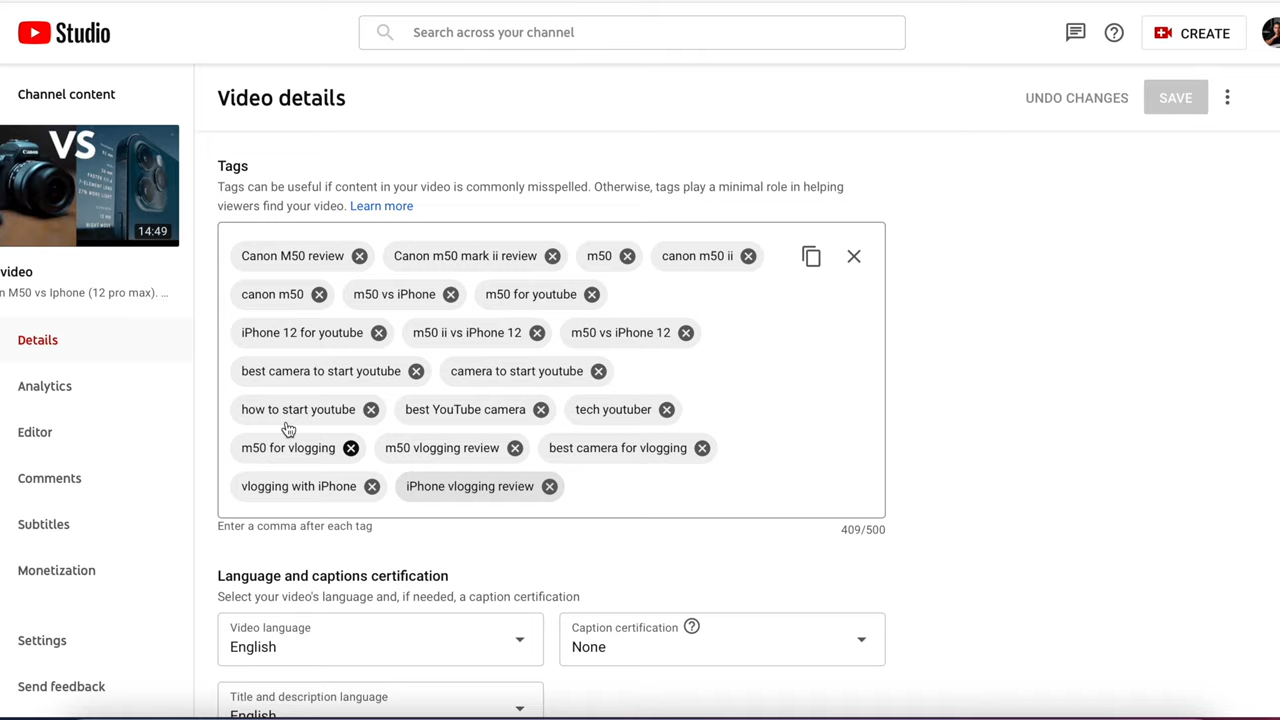 Studio
Search across your channel
CREATE
Channel content
Video details
UNDO CHANGES
SAVE
VS
14:49
video
n M50 vs Iphone (12 pro max). ...
Details
Analytics
Editor
Comments
Subtitles
Monetization
Settings
Send feedback
Tags
Tags can be useful if content in your video is commonly misspelled. Otherwise, tags play a minimal role in helping
viewers find your video. Learn more
Canon M50 review Canon m50 mark ii review m50 canon m50 ii
canon m50 m50 vs iPhone m50 for youtube
iPhone 12 for youtube m50 ii vs iPhone 12 m50 vs iPhone 12
best camera to start youtube camera to start youtube
how to start youtube best YouTube camera tech youtuber
m50 for vlogging m50 vlogging review best camera for vlogging
vlogging with iPhone iPhone vlogging review
Enter a comma after each tag
409/500
Language and captions certification
Select your video's language and, if needed, a caption certification
Video language
English
Caption certification
None
Title and description language
English